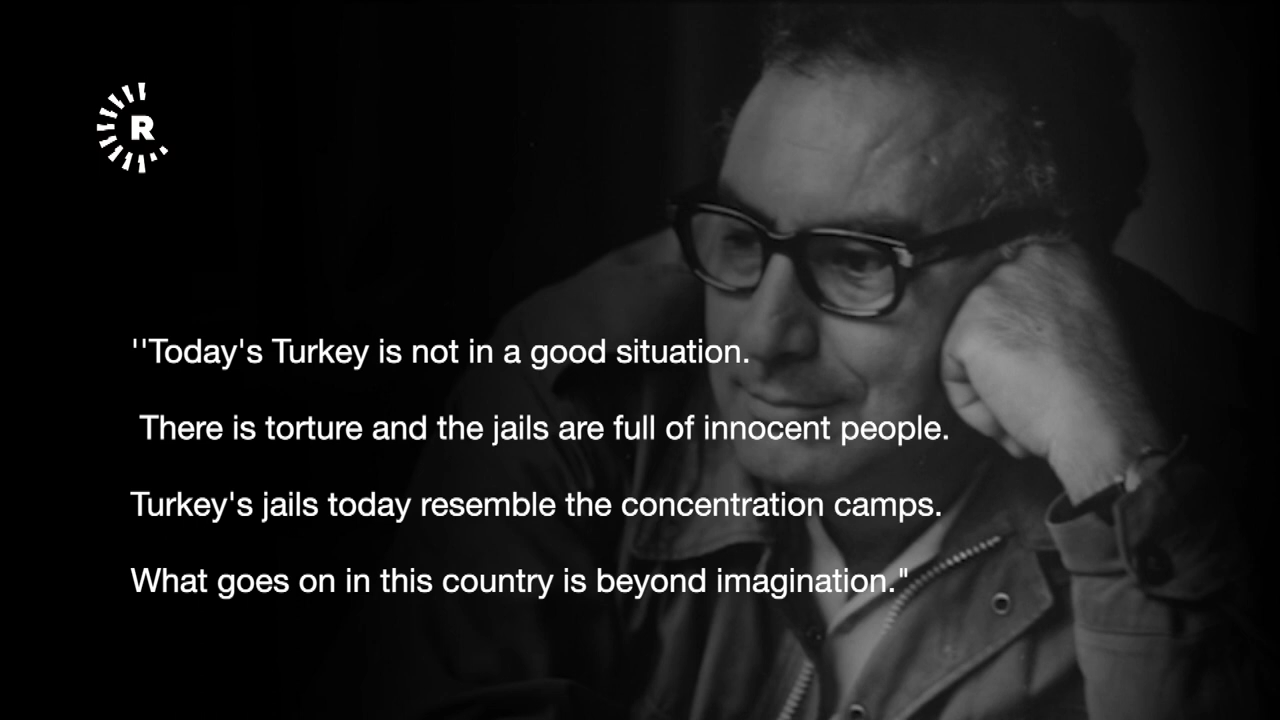 R
''Today's Turkey is not in a good situation.
There is torture and the jails are full of innocent people.
Turkey's jails today resemble the concentration camps.
What goes on in this country is beyond imagination."